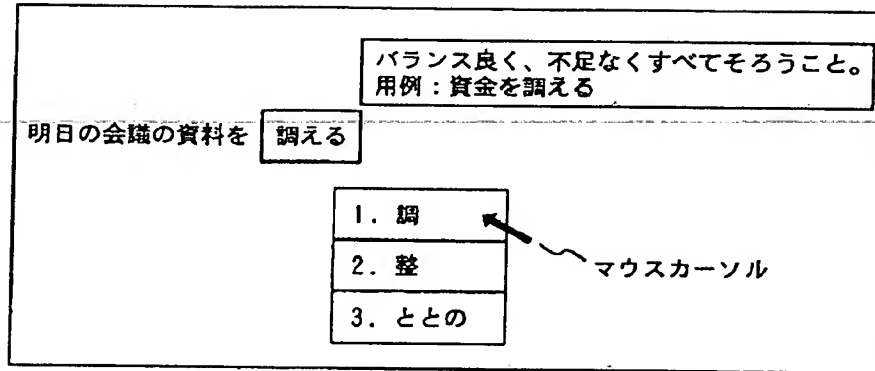 バランス良く、不足なくすべてそろうこと。
用例：資金を調える
明日の会議の資料を 調える
1. 調
2. 整
3. ととの
マウスカーソル